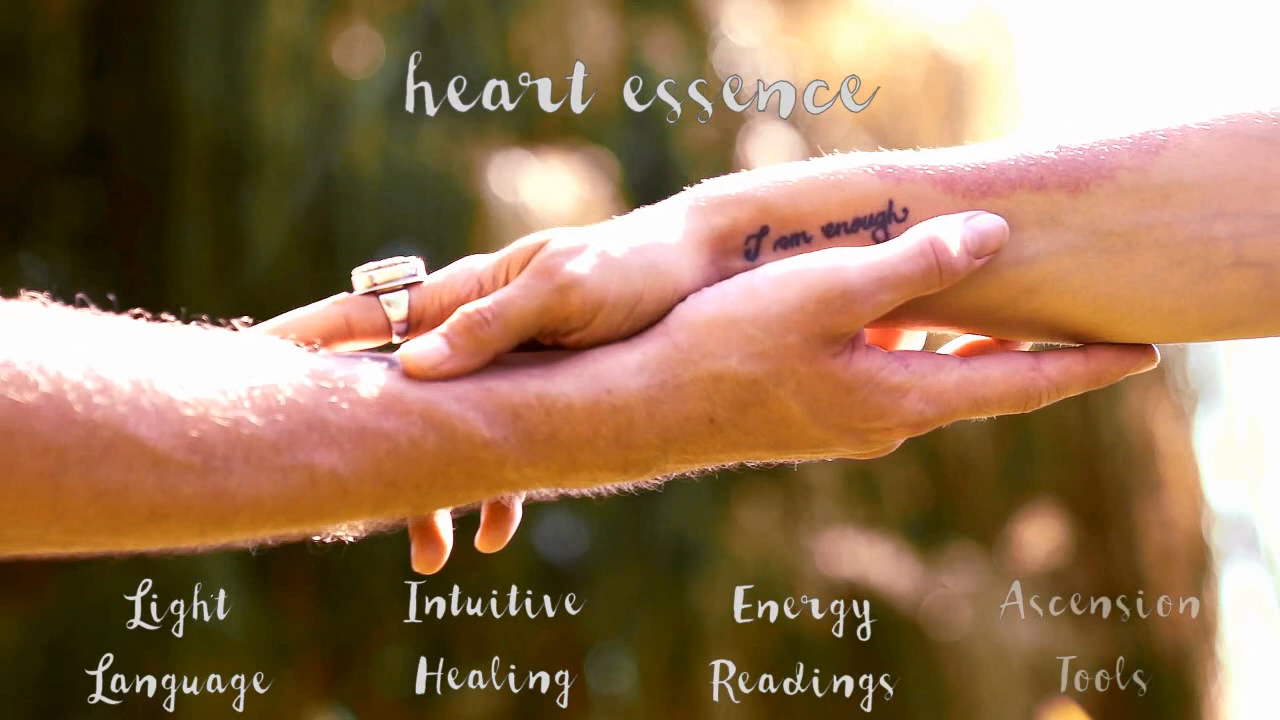 heart essence
I am enough
Light Intuitive Energy Ascension
Language Healing Readings Tools